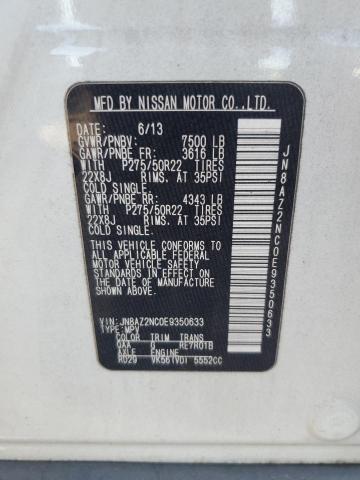 MFD BY NISSAN MOTOR CO.,LTD.
DATE: 6/13
GVWR/PNBV: 7500 LB
GAWR/PNBE FR: 3616 LB
WITH P275/50R22 TIRES
22X8J RIMS, AT 35PSI
COLD SINGLE.
GAWR/PNBE RR: 4343 LB
WITH P275/50R22 TIRES
22X8J RIMS, AT 35PSI
COLD SINGLE.
THIS VEHICLE CONFORMS TO
ALL APPLICABLE U.S.FEDERAL
MOTOR VEHICLE SAFETY
STANDARDS IN EFFECT ON
THE DATE OF MANUFACTURE
SHOWN ABOVE.
VIN:JN8AZ2NC0E9350633
TYPE:MPV
COLOR TRIM TRANS
QAA G RE7R01B
AXLE ENGINE
RD29 VK56(VD) 5552CC
JN8AZ2NC0E9350633